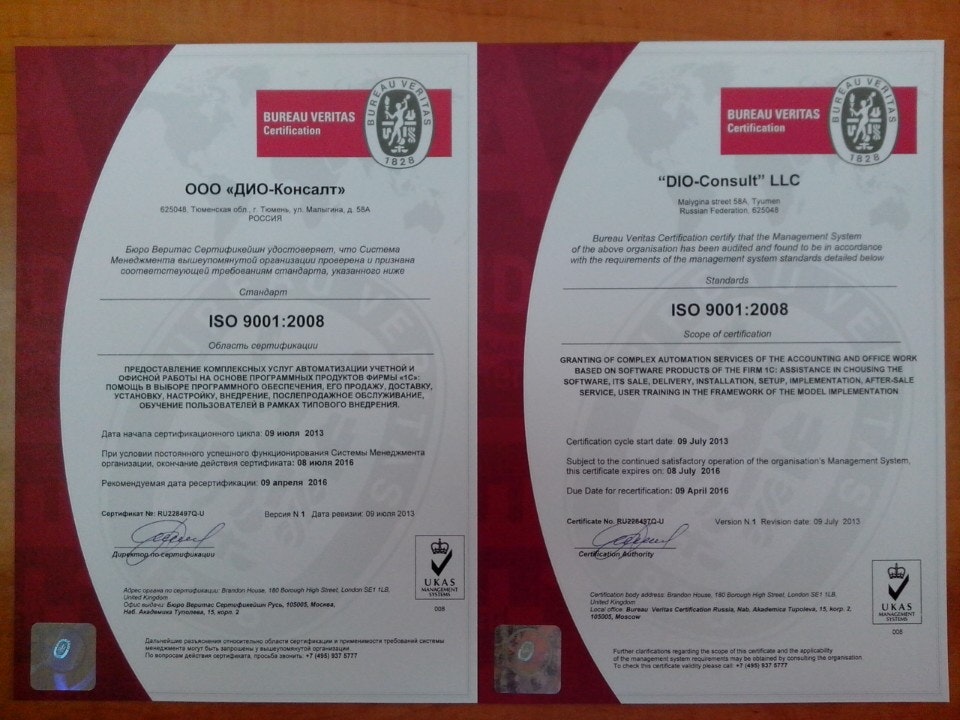 BUREAU VERITAS
Certification
BUREAU VERITAS
1828
ООО «ДИО-Консалт»
625048, Тюменская обл., г. Тюмень, ул. Малыгина, д. 58А
РОССИЯ
Бюро Веритас Сертификейшн удостоверяет, что Система
Менеджмента вышеупомянутой организации проверена и признана
соответствующей требованиям стандарта, указанного ниже
Стандарт
ISO 9001:2008
Область сертификации
ПРЕДОСТАВЛЕНИЕ КОМПЛЕКСНЫХ УСЛУГ АВТОМАТИЗАЦИИ УЧЕТНОЙ И
ОФИСНОЙ РАБОТЫ НА ОСНОВЕ ПРОГРАММНЫХ ПРОДУКТОВ ФИРМЫ «1С»:
ПОМОЩЬ В ВЫБОРЕ ПРОГРАММНОГО ОБЕСПЕЧЕНИЯ, ЕГО ПРОДАЖУ, ДОСТАВКУ,
УСТАНОВКУ, НАСТРОЙКУ, ВНЕДРЕНИЕ, ПОСЛЕПРОДАЖНОЕ ОБСЛУЖИВАНИЕ,
ОБУЧЕНИЕ ПОЛЬЗОВАТЕЛЕЙ В РАМКАХ ТИПОВОГО ВНЕДРЕНИЯ.
Дата начала сертификационного цикла: 09 июля 2013
При условии постоянного успешного функционирования Системы Менеджмента
организации, окончание действия сертификата: 08 июля 2016
Рекомендуемая дата ресертификации: 09 апреля 2016
Сертификат №: RU228497Q-U Версия N.1 Дата ревизии: 09 июля 2013
Директор по сертификации
UKAS
MANAGEMENT
SYSTEMS
008
Адрес органа по сертификации: Brandon House, 180 Borough High Street, London SE1 1LB,
United Kingdom
Офис выдачи: Бюро Веритас Сертификейшн Русь, 105005, Москва,
Наб. Академика Туполева, 15, корп. 2
Дальнейшие разъяснения относительно области сертификации и применимости требований системы
менеджмента могут быть запрошены у вышеупомянутой организации.
По вопросам действия сертификата, просьба звонить: +7 (495) 937 5777
BUREAU VERITAS
Certification
BUREAU VERITAS
1828
“DIO-Consult” LLC
Malygina street 58A, Tyumen
Russian Federation, 625048
Bureau Veritas Certification certify that the Management System
of the above organisation has been audited and found to be in accordance
with the requirements of the management system standards detailed below
Standards
ISO 9001:2008
Scope of certification
GRANTING OF COMPLEX AUTOMATION SERVICES OF THE ACCOUNTING AND OFFICE WORK
BASED ON SOFTWARE PRODUCTS OF THE FIRM 1C: ASSISTANCE IN CHOUSING THE
SOFTWARE, ITS SALE, DELIVERY, INSTALLATION, SETUP, IMPLEMENTATION, AFTER-SALE
SERVICE, USER TRAINING IN THE FRAMEWORK OF THE MODEL IMPLEMENTATION.
Certification cycle start date: 09 July 2013
Subject to the continued satisfactory operation of the organisation's Management System,
this certificate expires on: 08 July 2016
Due Date for recertification: 09 April 2016
Certificate No. RU228497Q-U Version N.1 Revision date: 09 July 2013
Certification Authority
UKAS
MANAGEMENT
SYSTEMS
008
Certification body address: Brandon House, 180 Borough High Street, London SE1 1LB,
United Kingdom
Local office: Bureau Veritas Certification Russia, Nab. Akademica Tupoleva, 15, korp. 2,
105005, Moscow
Further clarifications regarding the scope of this certificate and the applicability
of the management system requirements may be obtained by consulting the organisation.
To check this certificate validity please call: +7 (495) 937 5777